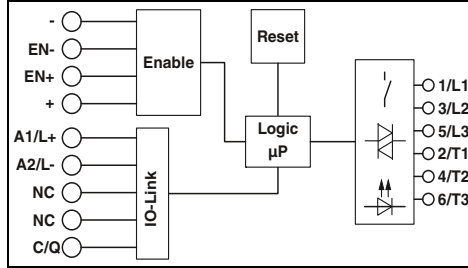 -
EN-
EN+
+
Enable
Reset
A1/L+
A2/L-
NC
NC
C/Q
IO-Link
Logic
µP
1/L1
3/L2
5/L3
2/T1
4/T2
6/T3